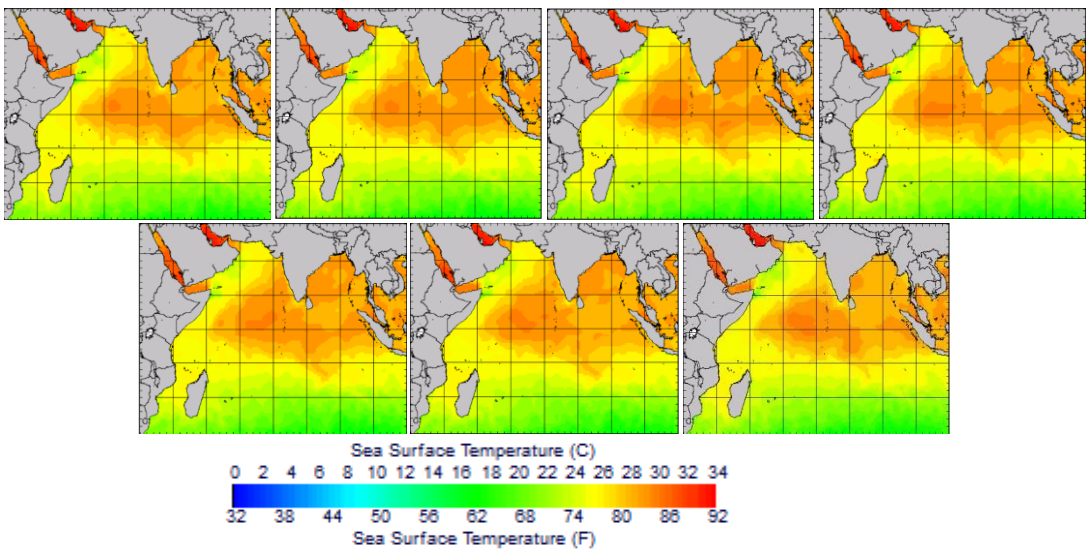 Sea Surface Temperature (C)
0 2 4 6 8 10 12 14 16 18 20 22 24 26 28 30 32 34
32 38 44 50 56 62 68 74 80 86 92
Sea Surface Temperature (F)